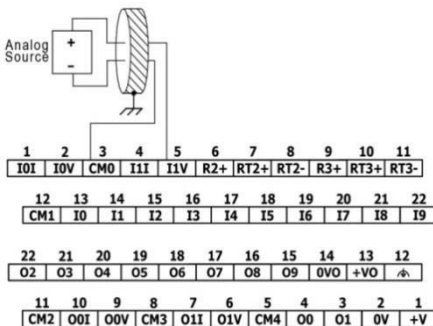 Analog
Source
+
-
1 2 3 4 5 6 7 8 9 10 11
I0I I0V CM0 I1I I1V R2+ RT2+ RT2- R3+ RT3+ RT3-
12 13 14 15 16 17 18 19 20 21 22
CM1 I0 I1 I2 I3 I4 I5 I6 I7 I8 I9
22 21 20 19 18 17 16 15 14 13 12
O2 O3 O4 O5 O6 O7 O8 O9 0VO +VO
11 10 9 8 7 6 5 4 3 2 1
CM2 O0I O0V CM3 O1I O1V CM4 O0 O1 0V +V